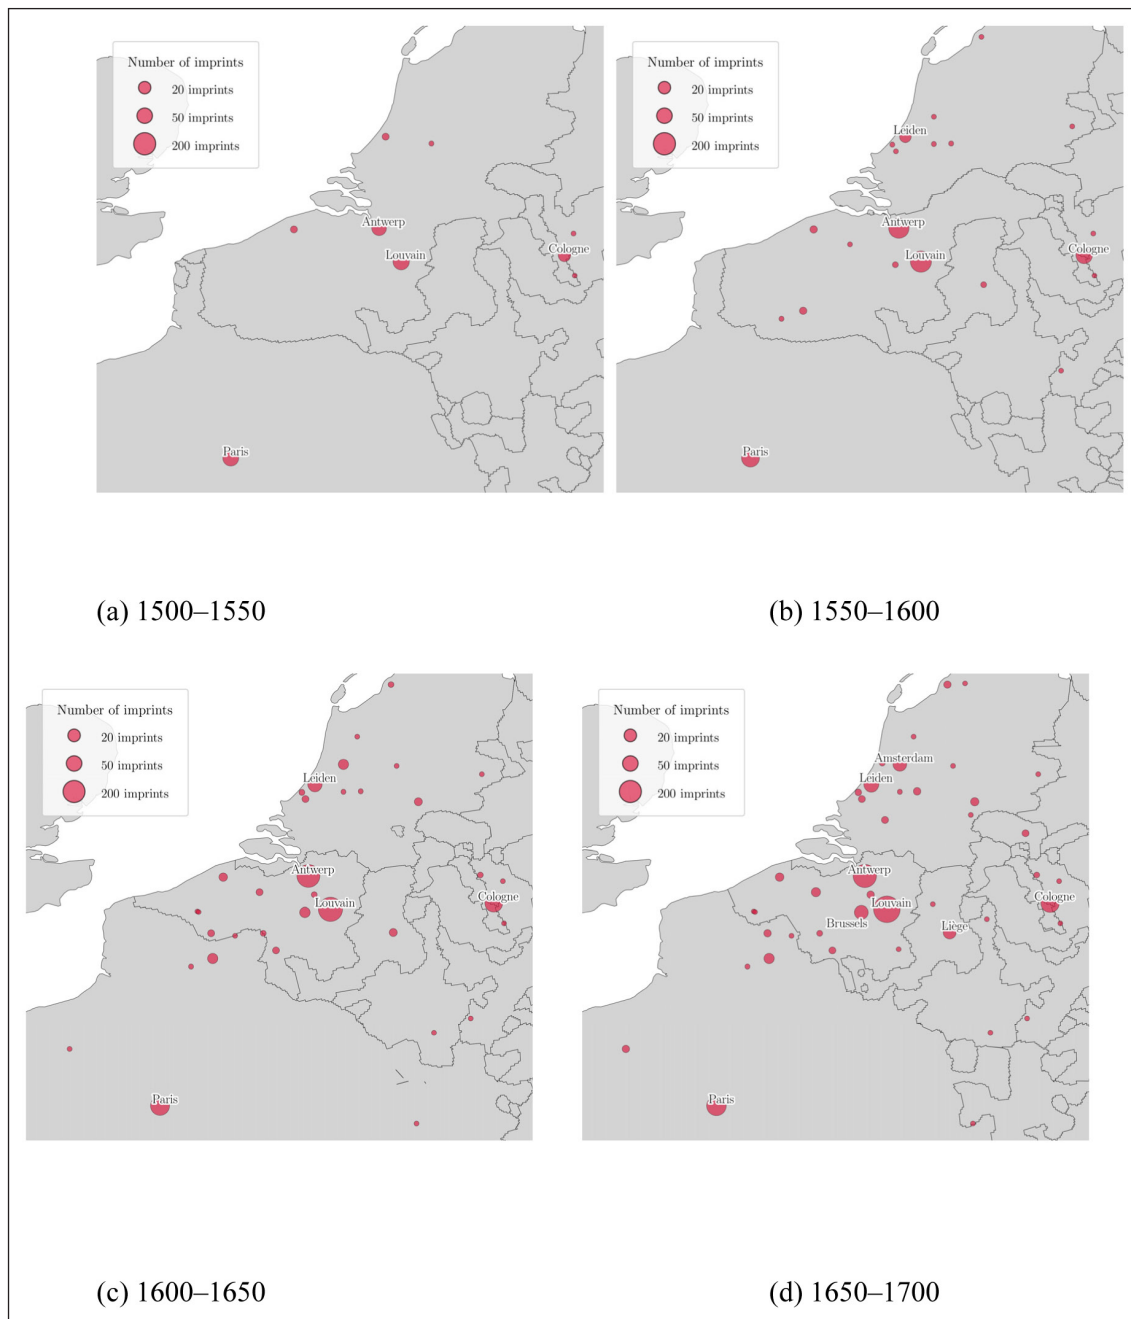 Number of imprints
20 imprints
50 imprints
200 imprints
Antwerp
Louvain
Cologne
Paris
Number of imprints
20 imprints
50 imprints
200 imprints
Leiden
Antwerp
Louvain
Cologne
Paris
(a) 1500–1550
(b) 1550–1600
Number of imprints
20 imprints
50 imprints
200 imprints
Leiden
Antwerp
Louvain
Cologne
Paris
Number of imprints
20 imprints
50 imprints
200 imprints
Amsterdam
Leiden
Antwerp
Louvain
Cologne
Brussels
Liège
Paris
(c) 1600–1650
(d) 1650–1700